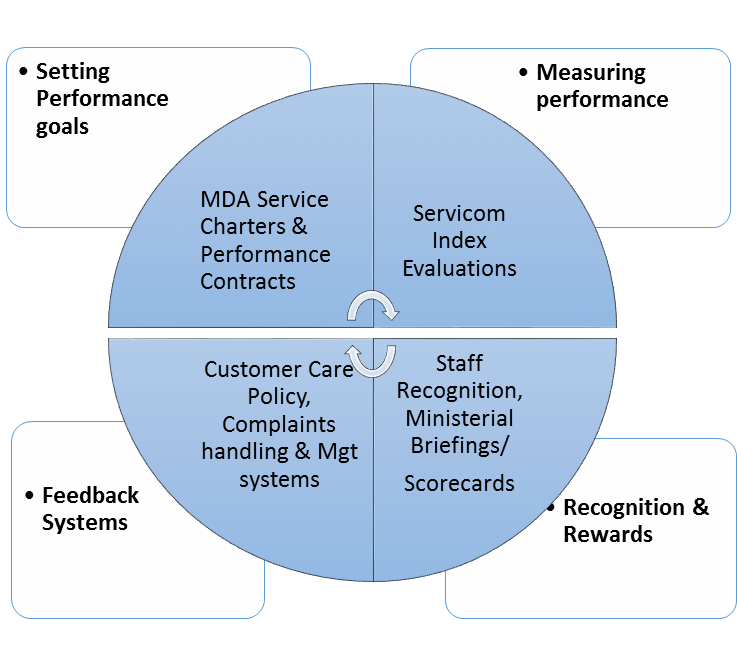 • Setting
Performance
goals
• Measuring
performance
MDA Service
Charters &
Performance
Contracts
Servicom
Index
Evaluations
Customer Care
Policy,
Complaints
handling & Mgt
systems
Staff
Recognition,
Ministerial
Briefings/
Scorecards
• Feedback
Systems
• Recognition &
Rewards